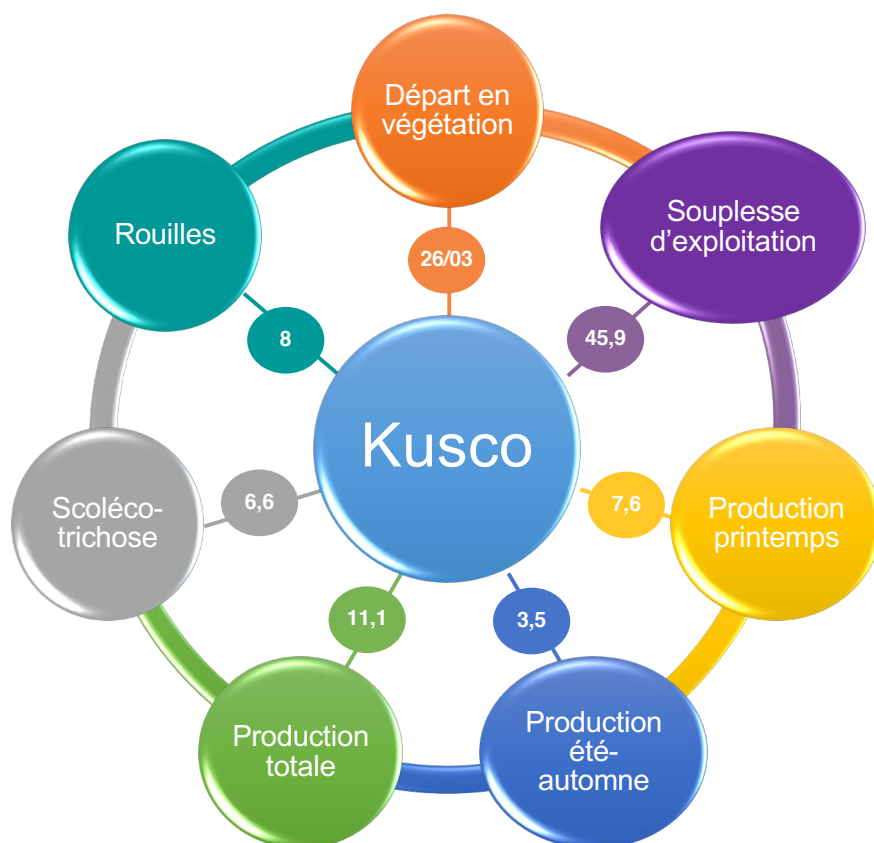 Départ en
végétation
26/03
Souplesse
d’exploitation
45,9
Production
printemps
7,6
Production
été-
automne
3,5
Production
totale
11,1
Scoléco-
trichose
6,6
Rouilles
8
Kusco